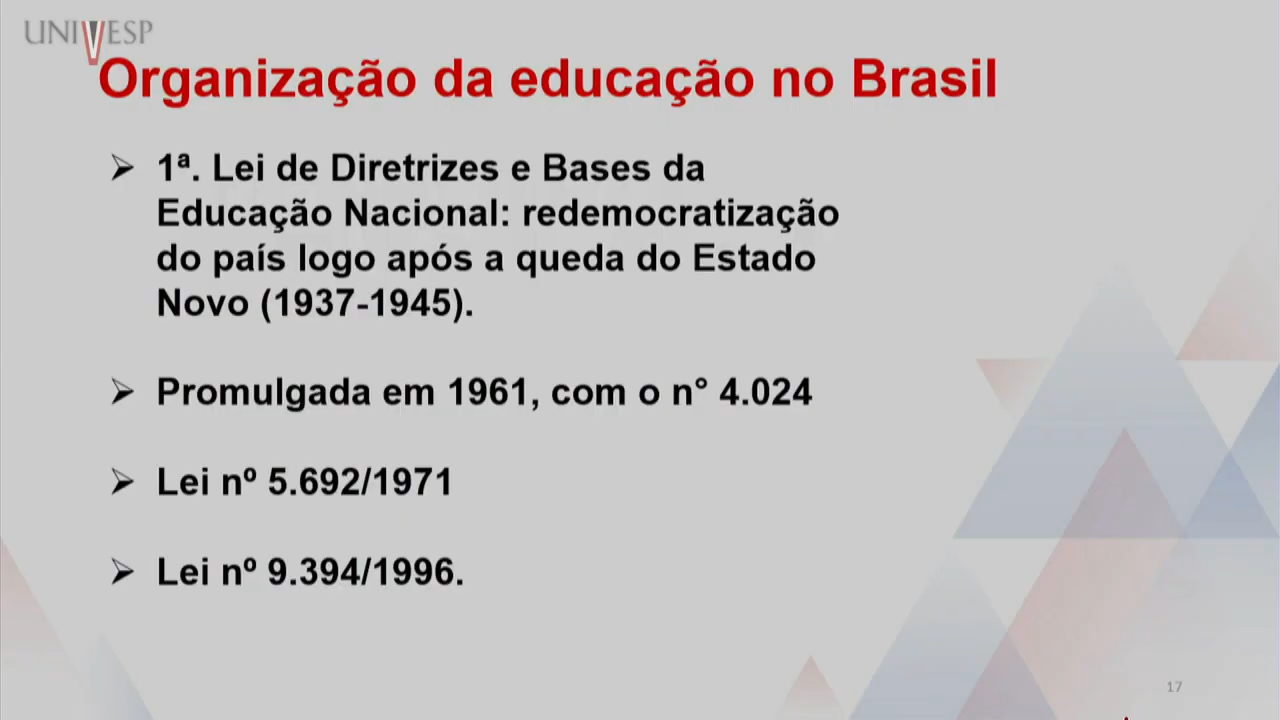 UNIVESP
Organização da educação no Brasil
➢ 1ª. Lei de Diretrizes e Bases da
Educação Nacional: redemocratização
do país logo após a queda do Estado
Novo (1937-1945).
➢ Promulgada em 1961, com o n° 4.024
➢ Lei nº 5.692/1971
➢ Lei nº 9.394/1996.
17